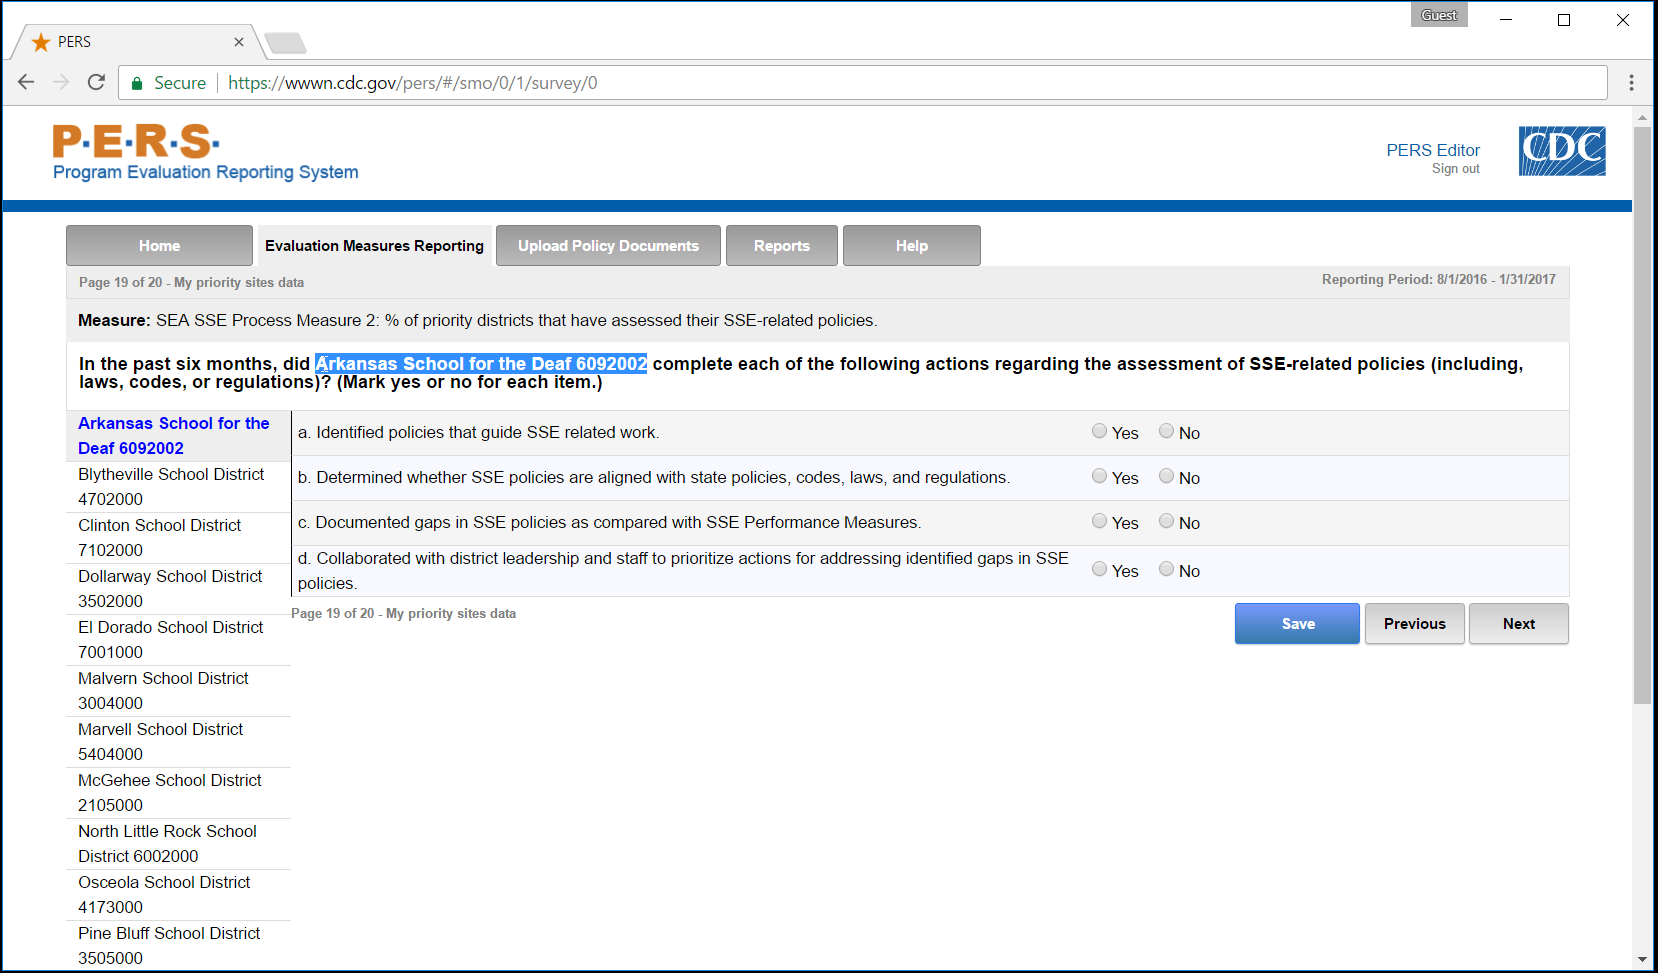 Guest
PERS
Secure https://wwwn.cdc.gov/pers/#/smo/0/1/survey/0
P·E·R·S·
Program Evaluation Reporting System
PERS Editor
Sign out
CDC
Home
Evaluation Measures Reporting
Upload Policy Documents
Reports
Help
Page 19 of 20 - My priority sites data
Reporting Period: 8/1/2016 - 1/31/2017
Measure: SEA SSE Process Measure 2: % of priority districts that have assessed their SSE-related policies.
In the past six months, did Arkansas School for the Deaf 6092002 complete each of the following actions regarding the assessment of SSE-related policies (including,
laws, codes, or regulations)? (Mark yes or no for each item.)
Arkansas School for the
Deaf 6092002
Blytheville School District
4702000
Clinton School District
7102000
Dollarway School District
3502000
El Dorado School District
7001000
Malvern School District
3004000
Marvell School District
5404000
McGehee School District
2105000
North Little Rock School
District 6002000
Osceola School District
4173000
Pine Bluff School District
3505000
a. Identified policies that guide SSE related work. Yes No
b. Determined whether SSE policies are aligned with state policies, codes, laws, and regulations. Yes No
c. Documented gaps in SSE policies as compared with SSE Performance Measures. Yes No
d. Collaborated with district leadership and staff to prioritize actions for addressing identified gaps in SSE
policies. Yes No
Page 19 of 20 - My priority sites data
Save
Previous
Next